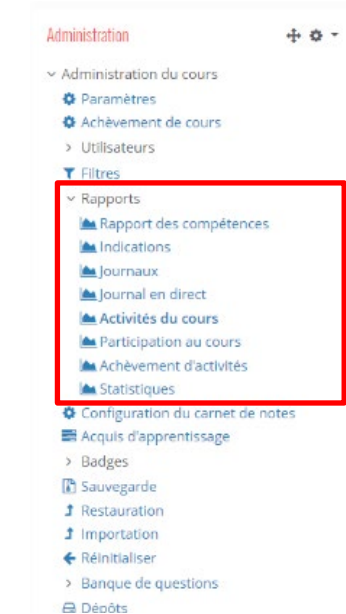 Administration
Administration du cours
Paramètres
Achèvement de cours
Utilisateurs
Filtres
Rapports
Rapport des compétences
Indications
Journaux
Journal en direct
Activités du cours
Participation au cours
Achèvement d'activités
Statistiques
Configuration du carnet de notes
Acquis d'apprentissage
Badges
Sauvegarde
Restauration
Importation
Réinitialiser
Banque de questions
Dépôts